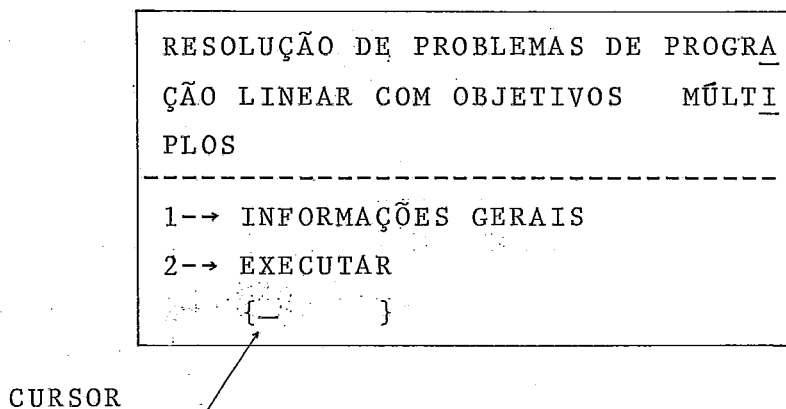 RESOLUÇÃO DE PROBLEMAS DE PROGRA
ÇÃO LINEAR COM OBJETIVOS MÚLTI
PLOS
1-→ INFORMAÇÕES GERAIS
2-→ EXECUTAR
{_ }
CURSOR